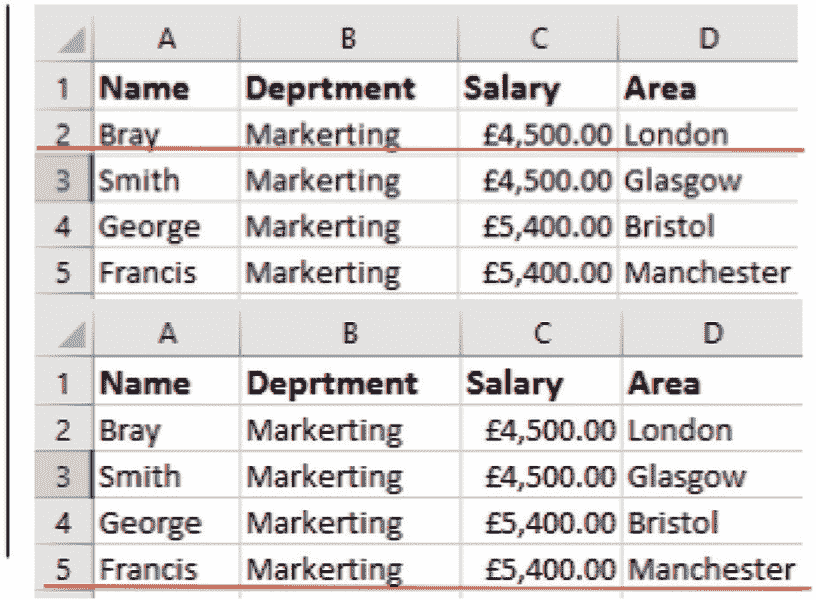 A B C D
1 Name Deprtment Salary Area
2 Bray Markerting £4,500.00 London
3 Smith Markerting £4,500.00 Glasgow
4 George Markerting £5,400.00 Bristol
5 Francis Markerting £5,400.00 Manchester
A B C D
1 Name Deprtment Salary Area
2 Bray Markerting £4,500.00 London
3 Smith Markerting £4,500.00 Glasgow
4 George Markerting £5,400.00 Bristol
5 Francis Markerting £5,400.00 Manchester